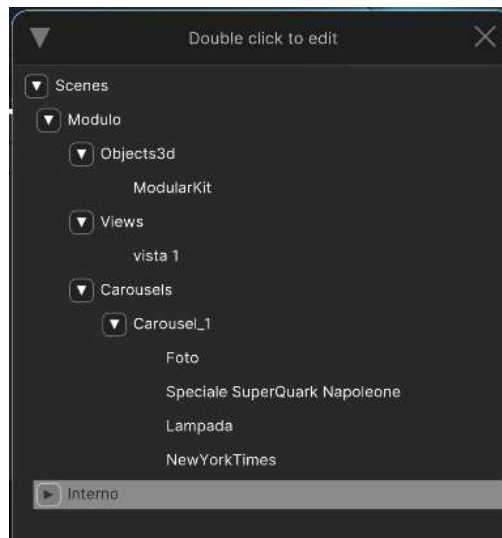 Double click to edit
Scenes
Modulo
Objects3d
ModularKit
Views
vista 1
Carousels
Carousel_1
Foto
Speciale SuperQuark Napoleone
Lampada
NewYorkTimes
Interno